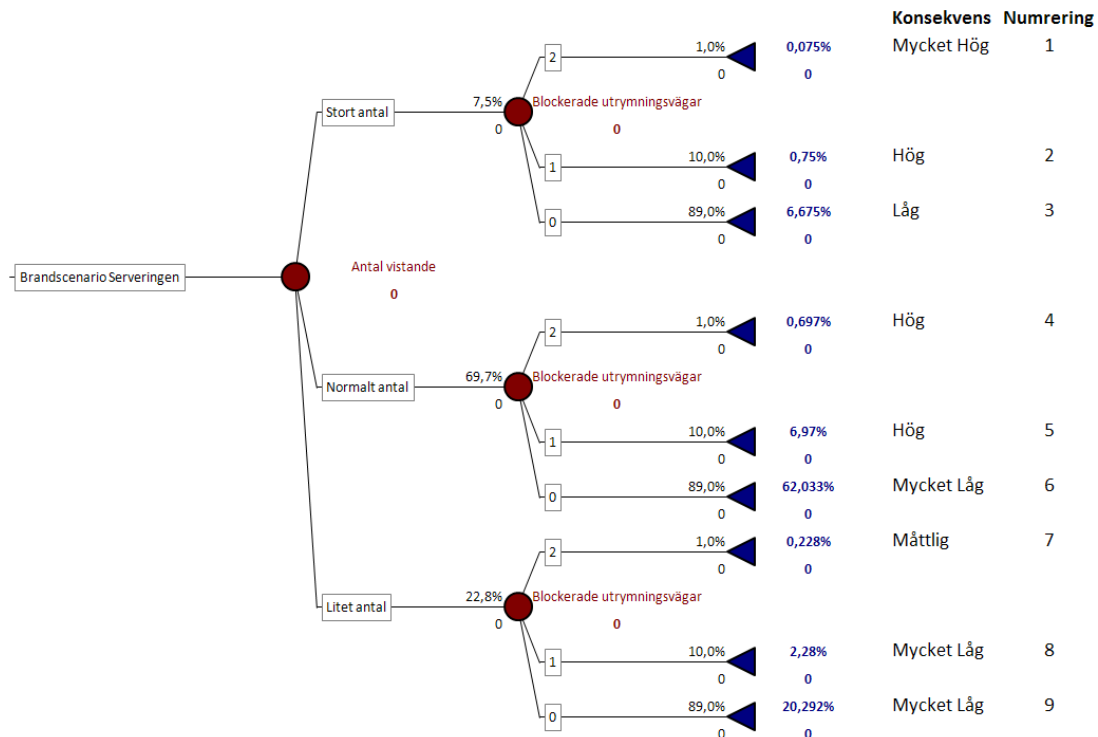 Konsekvens Numrering
2 1,0% 0,075% Mycket Hög 1
0 0
Stort antal 7,5% Blockerade utrymningsvägar
0 0
1 10,0% 0,75% Hög 2
0 0
0 89,0% 6,675% Låg 3
0 0
Brandscenario Serveringen Antal vistande
0
2 1,0% 0,697% Hög 4
0 0
Normalt antal 69,7% Blockerade utrymningsvägar
0 0
1 10,0% 6,97% Hög 5
0 0
0 89,0% 62,033% Mycket Låg 6
0 0
2 1,0% 0,228% Måttlig 7
0 0
Litet antal 22,8% Blockerade utrymningsvägar
0 0
1 10,0% 2,28% Mycket Låg 8
0 0
0 89,0% 20,292% Mycket Låg 9
0 0